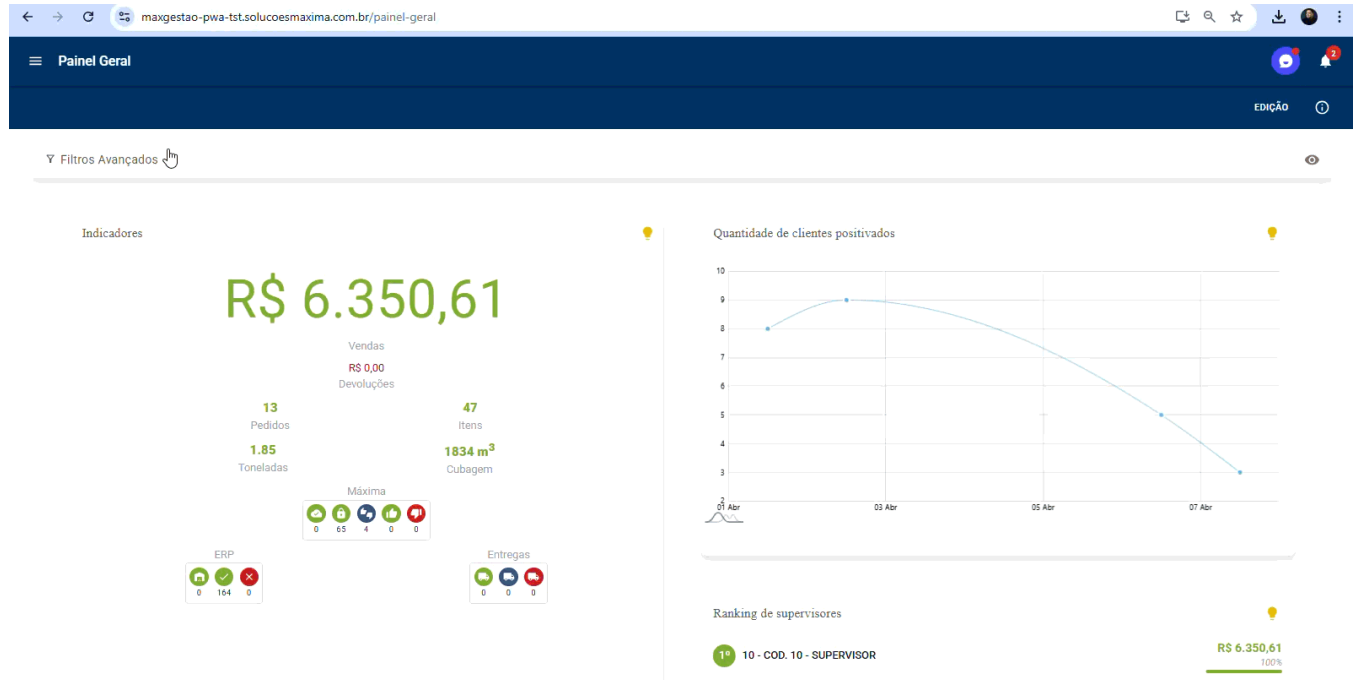 maxgestao-pwa-tst.solucoesmaxima.com.br/painel-geral
Painel Geral
2
EDIÇÃO
Filtros Avançados
Indicadores
R$ 6.350,61
Vendas
R$ 0,00
Devoluções
13
47
Pedidos
Itens
1.85
1834 m³
Toneladas
Cubagem
Máxima
0 65 4 0 0
ERP
Entregas
0 164 0
0 0 0
Quantidade de clientes positivados
10
9
8
7
6
5
4
3
2
01 Abr 03 Abr 05 Abr 07 Abr
Ranking de supervisores
1º 10 - COD. 10 - SUPERVISOR
R$ 6.350,61
100%